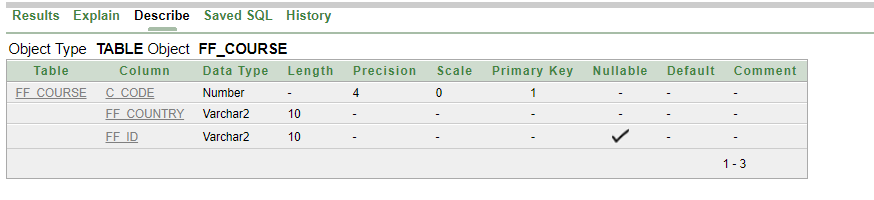 Results Explain Describe Saved SQL History
Object Type TABLE Object FF_COURSE
Table Column Data Type Length Precision Scale Primary Key Nullable Default Comment
FF_COURSE C_CODE Number - 4 0 1 - - -
FF_COUNTRY Varchar2 10 - - - - - -
FF_ID Varchar2 10 - - - ✓ - -
1 - 3